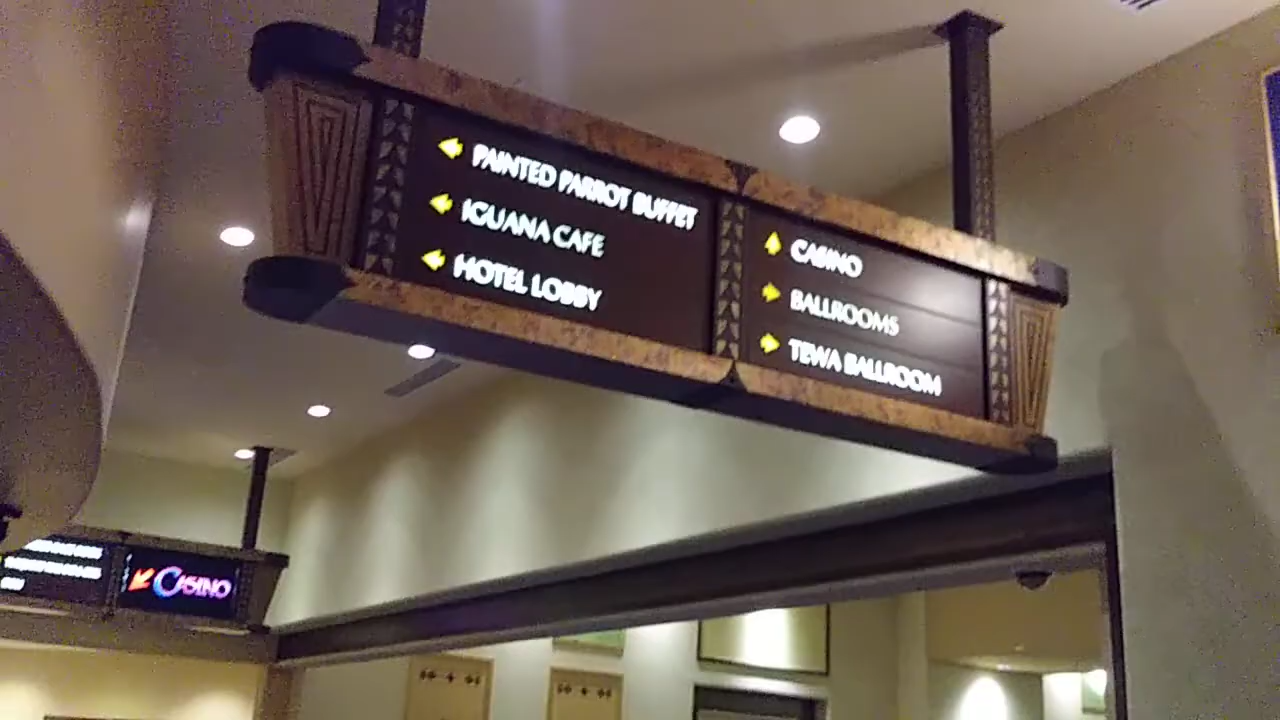 PAINTED PARROT BUFFET
IGUANA CAFE
HOTEL LOBBY
CASINO
BALLROOMS
TEWA BALLROOM
CASINO